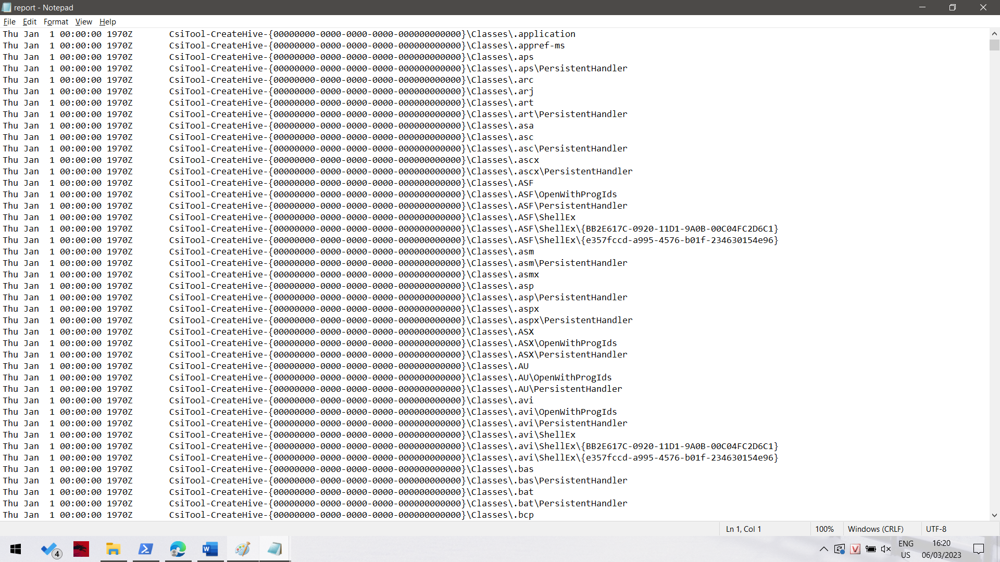 report - Notepad
File Edit Format View Help
Thu Jan  1 00:00:00 1970Z       CsiTool-CreateHive-{00000000-0000-0000-0000-000000000000}\Classes\.application
Thu Jan  1 00:00:00 1970Z       CsiTool-CreateHive-{00000000-0000-0000-0000-000000000000}\Classes\.appref-ms
Thu Jan  1 00:00:00 1970Z       CsiTool-CreateHive-{00000000-0000-0000-0000-000000000000}\Classes\.aps
Thu Jan  1 00:00:00 1970Z       CsiTool-CreateHive-{00000000-0000-0000-0000-000000000000}\Classes\.aps\PersistentHandler
Thu Jan  1 00:00:00 1970Z       CsiTool-CreateHive-{00000000-0000-0000-0000-000000000000}\Classes\.arc
Thu Jan  1 00:00:00 1970Z       CsiTool-CreateHive-{00000000-0000-0000-0000-000000000000}\Classes\.arj
Thu Jan  1 00:00:00 1970Z       CsiTool-CreateHive-{00000000-0000-0000-0000-000000000000}\Classes\.art
Thu Jan  1 00:00:00 1970Z       CsiTool-CreateHive-{00000000-0000-0000-0000-000000000000}\Classes\.art\PersistentHandler
Thu Jan  1 00:00:00 1970Z       CsiTool-CreateHive-{00000000-0000-0000-0000-000000000000}\Classes\.asa
Thu Jan  1 00:00:00 1970Z       CsiTool-CreateHive-{00000000-0000-0000-0000-000000000000}\Classes\.asc
Thu Jan  1 00:00:00 1970Z       CsiTool-CreateHive-{00000000-0000-0000-0000-000000000000}\Classes\.asc\PersistentHandler
Thu Jan  1 00:00:00 1970Z       CsiTool-CreateHive-{00000000-0000-0000-0000-000000000000}\Classes\.ascx
Thu Jan  1 00:00:00 1970Z       CsiTool-CreateHive-{00000000-0000-0000-0000-000000000000}\Classes\.ascx\PersistentHandler
Thu Jan  1 00:00:00 1970Z       CsiTool-CreateHive-{00000000-0000-0000-0000-000000000000}\Classes\.ASF
Thu Jan  1 00:00:00 1970Z       CsiTool-CreateHive-{00000000-0000-0000-0000-000000000000}\Classes\.ASF\OpenWithProgIds
Thu Jan  1 00:00:00 1970Z       CsiTool-CreateHive-{00000000-0000-0000-0000-000000000000}\Classes\.ASF\PersistentHandler
Thu Jan  1 00:00:00 1970Z       CsiTool-CreateHive-{00000000-0000-0000-0000-000000000000}\Classes\.ASF\ShellEx
Thu Jan  1 00:00:00 1970Z       CsiTool-CreateHive-{00000000-0000-0000-0000-000000000000}\Classes\.ASF\ShellEx\{BB2E617C-0920-11D1-9A0B-00C04FC2D6C1}
Thu Jan  1 00:00:00 1970Z       CsiTool-CreateHive-{00000000-0000-0000-0000-000000000000}\Classes\.ASF\ShellEx\{e357fccd-a995-4576-b01f-234630154e96}
Thu Jan  1 00:00:00 1970Z       CsiTool-CreateHive-{00000000-0000-0000-0000-000000000000}\Classes\.asm
Thu Jan  1 00:00:00 1970Z       CsiTool-CreateHive-{00000000-0000-0000-0000-000000000000}\Classes\.asm\PersistentHandler
Thu Jan  1 00:00:00 1970Z       CsiTool-CreateHive-{00000000-0000-0000-0000-000000000000}\Classes\.asmx
Thu Jan  1 00:00:00 1970Z       CsiTool-CreateHive-{00000000-0000-0000-0000-000000000000}\Classes\.asp
Thu Jan  1 00:00:00 1970Z       CsiTool-CreateHive-{00000000-0000-0000-0000-000000000000}\Classes\.asp\PersistentHandler
Thu Jan  1 00:00:00 1970Z       CsiTool-CreateHive-{00000000-0000-0000-0000-000000000000}\Classes\.aspx
Thu Jan  1 00:00:00 1970Z       CsiTool-CreateHive-{00000000-0000-0000-0000-000000000000}\Classes\.aspx\PersistentHandler
Thu Jan  1 00:00:00 1970Z       CsiTool-CreateHive-{00000000-0000-0000-0000-000000000000}\Classes\.ASX
Thu Jan  1 00:00:00 1970Z       CsiTool-CreateHive-{00000000-0000-0000-0000-000000000000}\Classes\.ASX\OpenWithProgIds
Thu Jan  1 00:00:00 1970Z       CsiTool-CreateHive-{00000000-0000-0000-0000-000000000000}\Classes\.ASX\PersistentHandler
Thu Jan  1 00:00:00 1970Z       CsiTool-CreateHive-{00000000-0000-0000-0000-000000000000}\Classes\.AU
Thu Jan  1 00:00:00 1970Z       CsiTool-CreateHive-{00000000-0000-0000-0000-000000000000}\Classes\.AU\OpenWithProgIds
Thu Jan  1 00:00:00 1970Z       CsiTool-CreateHive-{00000000-0000-0000-0000-000000000000}\Classes\.AU\PersistentHandler
Thu Jan  1 00:00:00 1970Z       CsiTool-CreateHive-{00000000-0000-0000-0000-000000000000}\Classes\.avi
Thu Jan  1 00:00:00 1970Z       CsiTool-CreateHive-{00000000-0000-0000-0000-000000000000}\Classes\.avi\OpenWithProgIds
Thu Jan  1 00:00:00 1970Z       CsiTool-CreateHive-{00000000-0000-0000-0000-000000000000}\Classes\.avi\PersistentHandler
Thu Jan  1 00:00:00 1970Z       CsiTool-CreateHive-{00000000-0000-0000-0000-000000000000}\Classes\.avi\ShellEx
Thu Jan  1 00:00:00 1970Z       CsiTool-CreateHive-{00000000-0000-0000-0000-000000000000}\Classes\.avi\ShellEx\{BB2E617C-0920-11D1-9A0B-00C04FC2D6C1}
Thu Jan  1 00:00:00 1970Z       CsiTool-CreateHive-{00000000-0000-0000-0000-000000000000}\Classes\.avi\ShellEx\{e357fccd-a995-4576-b01f-234630154e96}
Thu Jan  1 00:00:00 1970Z       CsiTool-CreateHive-{00000000-0000-0000-0000-000000000000}\Classes\.bas
Thu Jan  1 00:00:00 1970Z       CsiTool-CreateHive-{00000000-0000-0000-0000-000000000000}\Classes\.bas\PersistentHandler
Thu Jan  1 00:00:00 1970Z       CsiTool-CreateHive-{00000000-0000-0000-0000-000000000000}\Classes\.bat
Thu Jan  1 00:00:00 1970Z       CsiTool-CreateHive-{00000000-0000-0000-0000-000000000000}\Classes\.bat\PersistentHandler
Thu Jan  1 00:00:00 1970Z       CsiTool-CreateHive-{00000000-0000-0000-0000-000000000000}\Classes\.bcp
Ln 1, Col 1 100% Windows (CRLF) UTF-8
4
W
V
ENG
US
16:20
06/03/2023